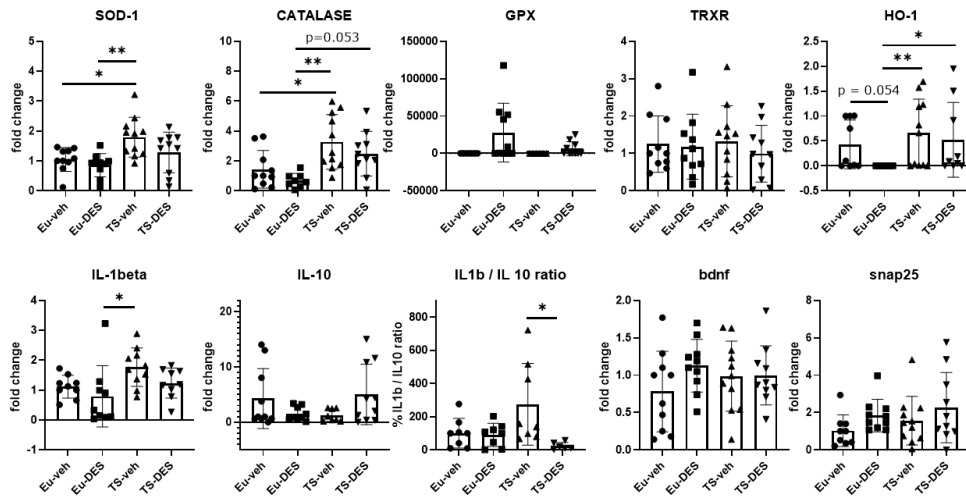 SOD-1
fold change
5
4
3
2
1
0
**
*
Eu-veh
Eu-DES
TS-veh
TS-DES
CATALASE
fold change
10
8
6
4
2
0
p=0.053
**
*
Eu-veh
Eu-DES
TS-veh
TS-DES
GPX
fold change
150000
100000
50000
0
-50000
Eu-veh
Eu-DES
TS-veh
TS-DES
TRXR
fold change
4
3
2
1
0
Eu-veh
Eu-DES
TS-veh
TS-DES
HO-1
fold change
2.5
2.0
1.5
1.0
0.5
0.0
-0.5
*
**
p = 0.054
Eu-veh
Eu-DES
TS-veh
TS-DES
IL-1beta
fold change
4
3
2
1
0
-1
*
Eu-veh
Eu-DES
TS-veh
TS-DES
IL-10
fold change
20
10
0
Eu-veh
Eu-DES
TS-veh
TS-DES
IL1b / IL 10 ratio
% IL1b / IL10 ratio
800
600
400
200
0
*
Eu-veh
Eu-DES
TS-veh
TS-DES
bdnf
fold change
2.0
1.5
1.0
0.5
0.0
Eu-veh
Eu-DES
TS-veh
TS-DES
snap25
fold change
8
6
4
2
0
Eu-veh
Eu-DES
TS-veh
TS-DES